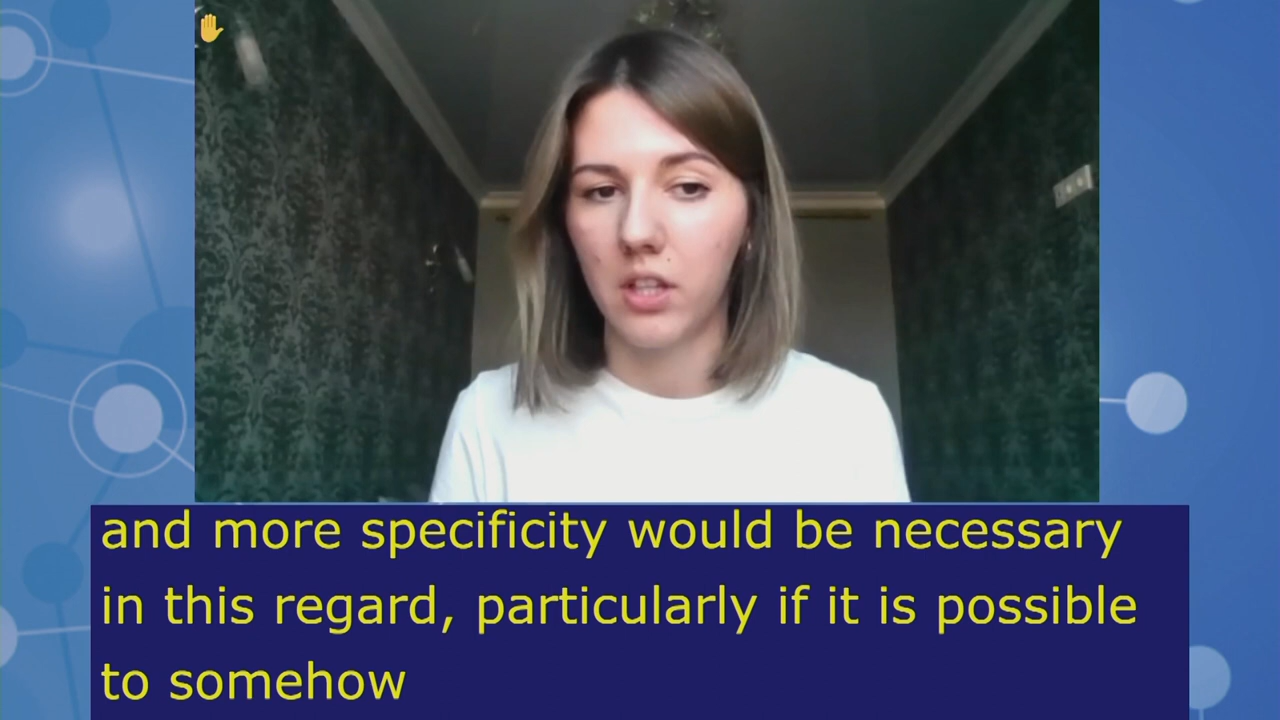 and more specificity would be necessary
in this regard, particularly if it is possible
to somehow